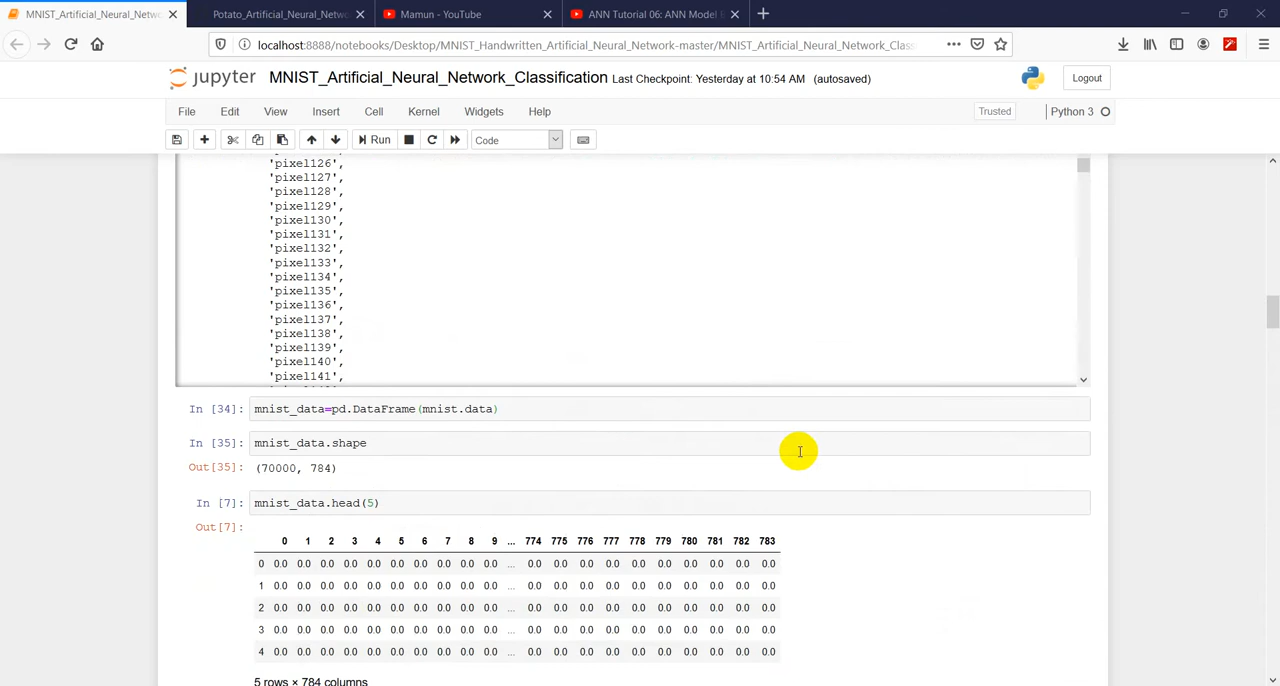 MNIST_Artificial_Neural_Netwo
Potato_Artificial_Neural_Netwo
Mamun - YouTube
ANN Tutorial 06: ANN Model
localhost:8888/notebooks/Desktop/MNIST_Handwritten_Artificial_Neural_Network-master/MNIST_Artificial_Neural_Network_Class
jupyter MNIST_Artificial_Neural_Network_Classification Last Checkpoint: Yesterday at 10:54 AM (autosaved) Logout
File Edit View Insert Cell Kernel Widgets Help Trusted Python 3
Run Code
'pixel126',
'pixel127',
'pixel128',
'pixel129',
'pixel130',
'pixel131',
'pixel132',
'pixel133',
'pixel134',
'pixel135',
'pixel136',
'pixel137',
'pixel138',
'pixel139',
'pixel140',
'pixel141',
In [34]: mnist_data=pd.DataFrame(mnist.data)
In [35]: mnist_data.shape
Out[35]: (70000, 784)
In [7]: mnist_data.head(5)
Out[7]:
0 1 2 3 4 5 6 7 8 9 ... 774 775 776 777 778 779 780 781 782 783
0 0.0 0.0 0.0 0.0 0.0 0.0 0.0 0.0 0.0 0.0 ... 0.0 0.0 0.0 0.0 0.0 0.0 0.0 0.0 0.0 0.0
1 0.0 0.0 0.0 0.0 0.0 0.0 0.0 0.0 0.0 0.0 ... 0.0 0.0 0.0 0.0 0.0 0.0 0.0 0.0 0.0 0.0
2 0.0 0.0 0.0 0.0 0.0 0.0 0.0 0.0 0.0 0.0 ... 0.0 0.0 0.0 0.0 0.0 0.0 0.0 0.0 0.0 0.0
3 0.0 0.0 0.0 0.0 0.0 0.0 0.0 0.0 0.0 0.0 ... 0.0 0.0 0.0 0.0 0.0 0.0 0.0 0.0 0.0 0.0
4 0.0 0.0 0.0 0.0 0.0 0.0 0.0 0.0 0.0 0.0 ... 0.0 0.0 0.0 0.0 0.0 0.0 0.0 0.0 0.0 0.0
5 rows × 784 columns